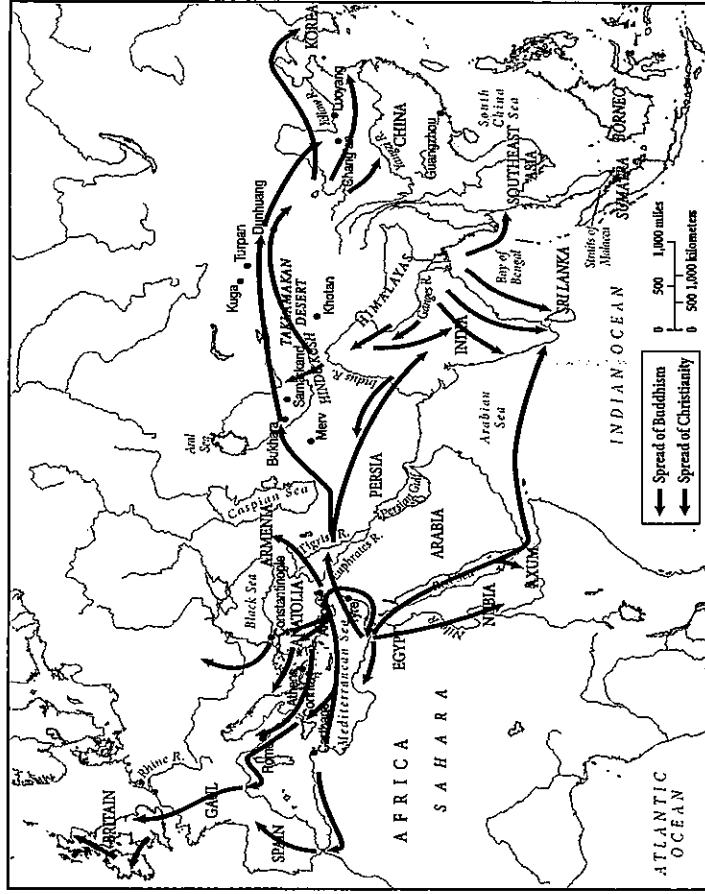 BRITAIN
Rhine R.
GAUL
SPAIN
Rome
Carthage
Athens
Corinth
Constantinople
ANATOLIA
Black Sea
ARMENIA
Mediterranean Sea
Caspian Sea
Aral
Sea
Bukhara
Samarkand
Merv
HINDU KUSH
TAKLAMAKAN
DESERT
Kuga
Turpan
Dunhuang
Khotan
HIMALAYAS
Chang'an
Yellow R.
Luoyang
KOREA
CHINA
Guangzhou
Tigris R.
Euphrates R.
PERSIA
Persian Gulf
ARABIA
Indus R.
Ganges R.
INDIA
Bay of
Bengal
SRI LANKA
Arabian
Sea
South
China
Sea
SOUTHEAST
ASIA
SUMATRA
BORNEO
Straits of
Malacca
EGYPT
Nile R.
NUBIA
AXUM
AFRICA
SAHARA
ATLANTIC
OCEAN
INDIAN OCEAN
Spread of Buddhism
Spread of Christianity
0 500 1,000 miles
0 500 1,000 kilometers